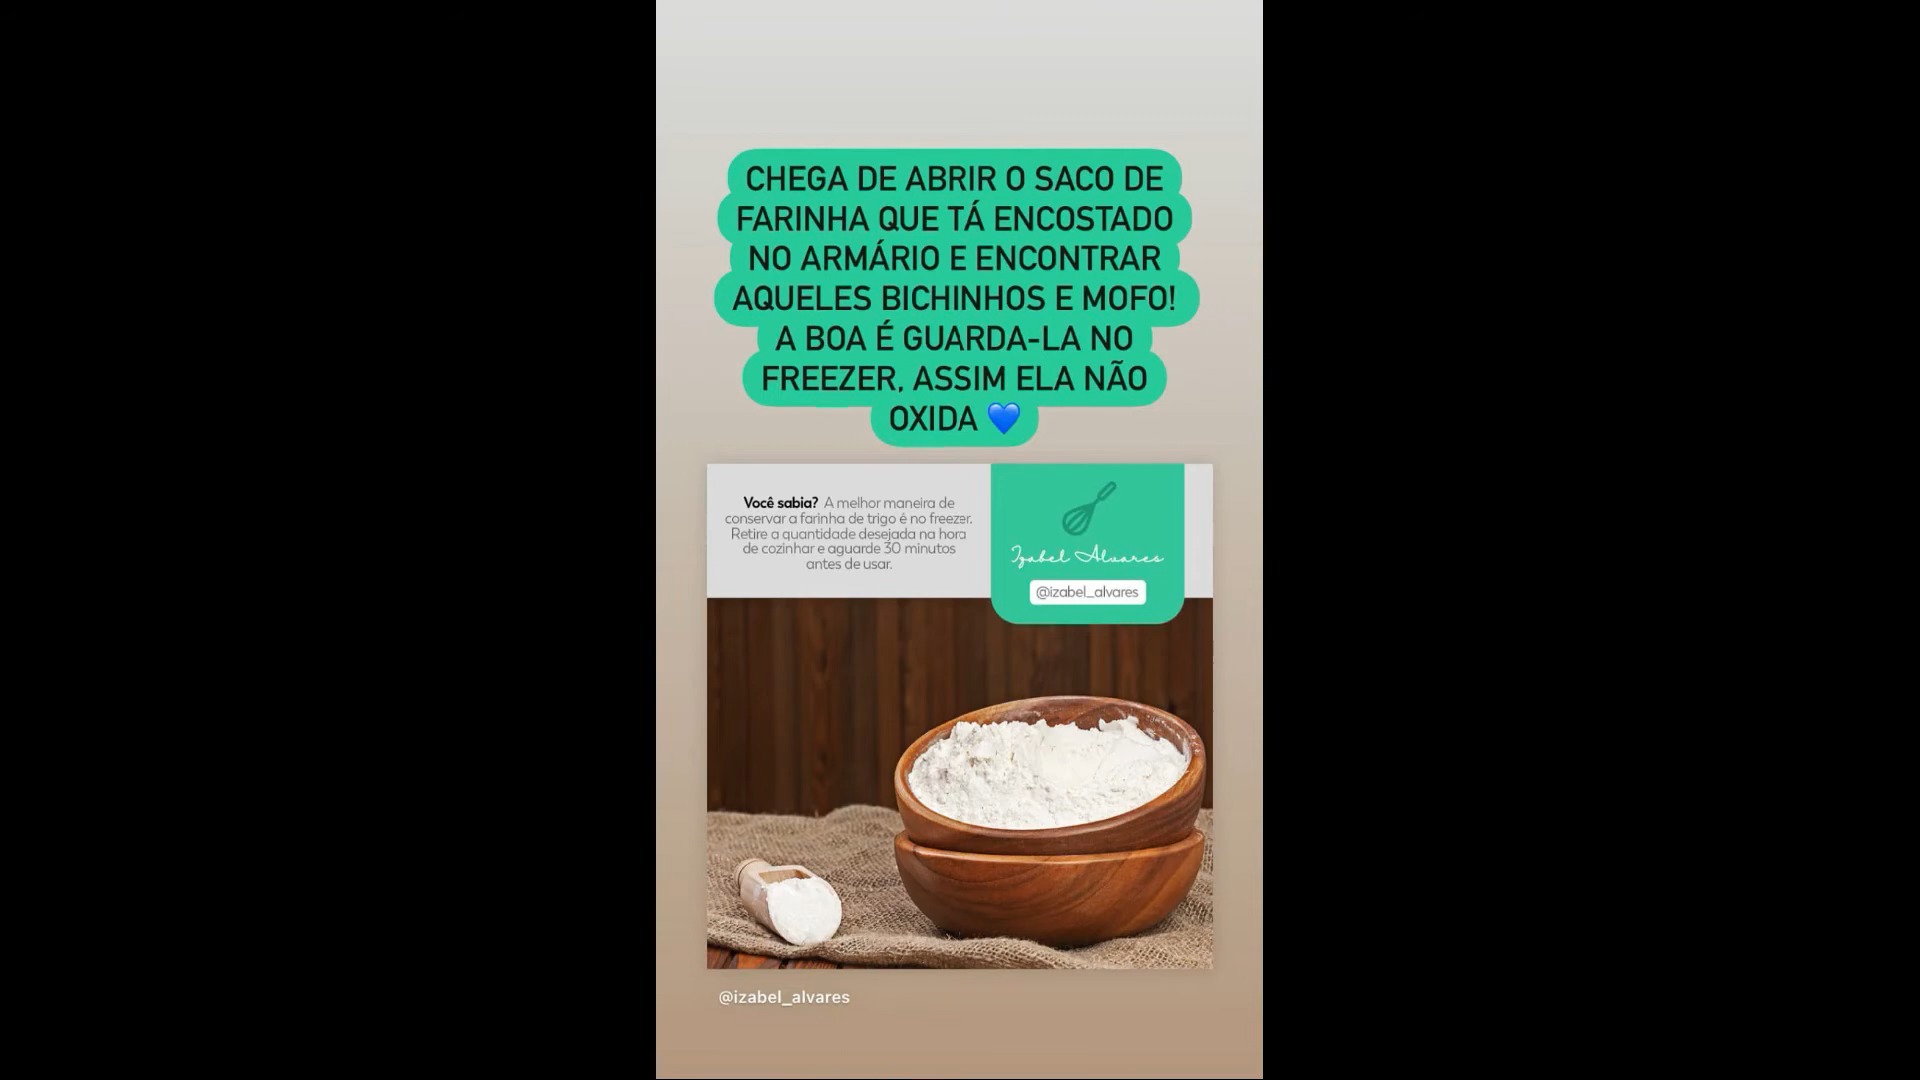 CHEGA DE ABRIR O SACO DE
FARINHA QUE TÁ ENCOSTADO
NO ARMÁRIO E ENCONTRAR
AQUELES BICHINHOS E MOFO!
A BOA É GUARDA-LA NO
FREEZER, ASSIM ELA NÃO
OXIDA 💙
Você sabia? A melhor maneira de
conservar a farinha de trigo é no freezer.
Retire a quantidade desejada na hora
de cozinhar e aguarde 30 minutos
antes de usar.
Izabel Alvares
@izabel_alvares
@izabel_alvares